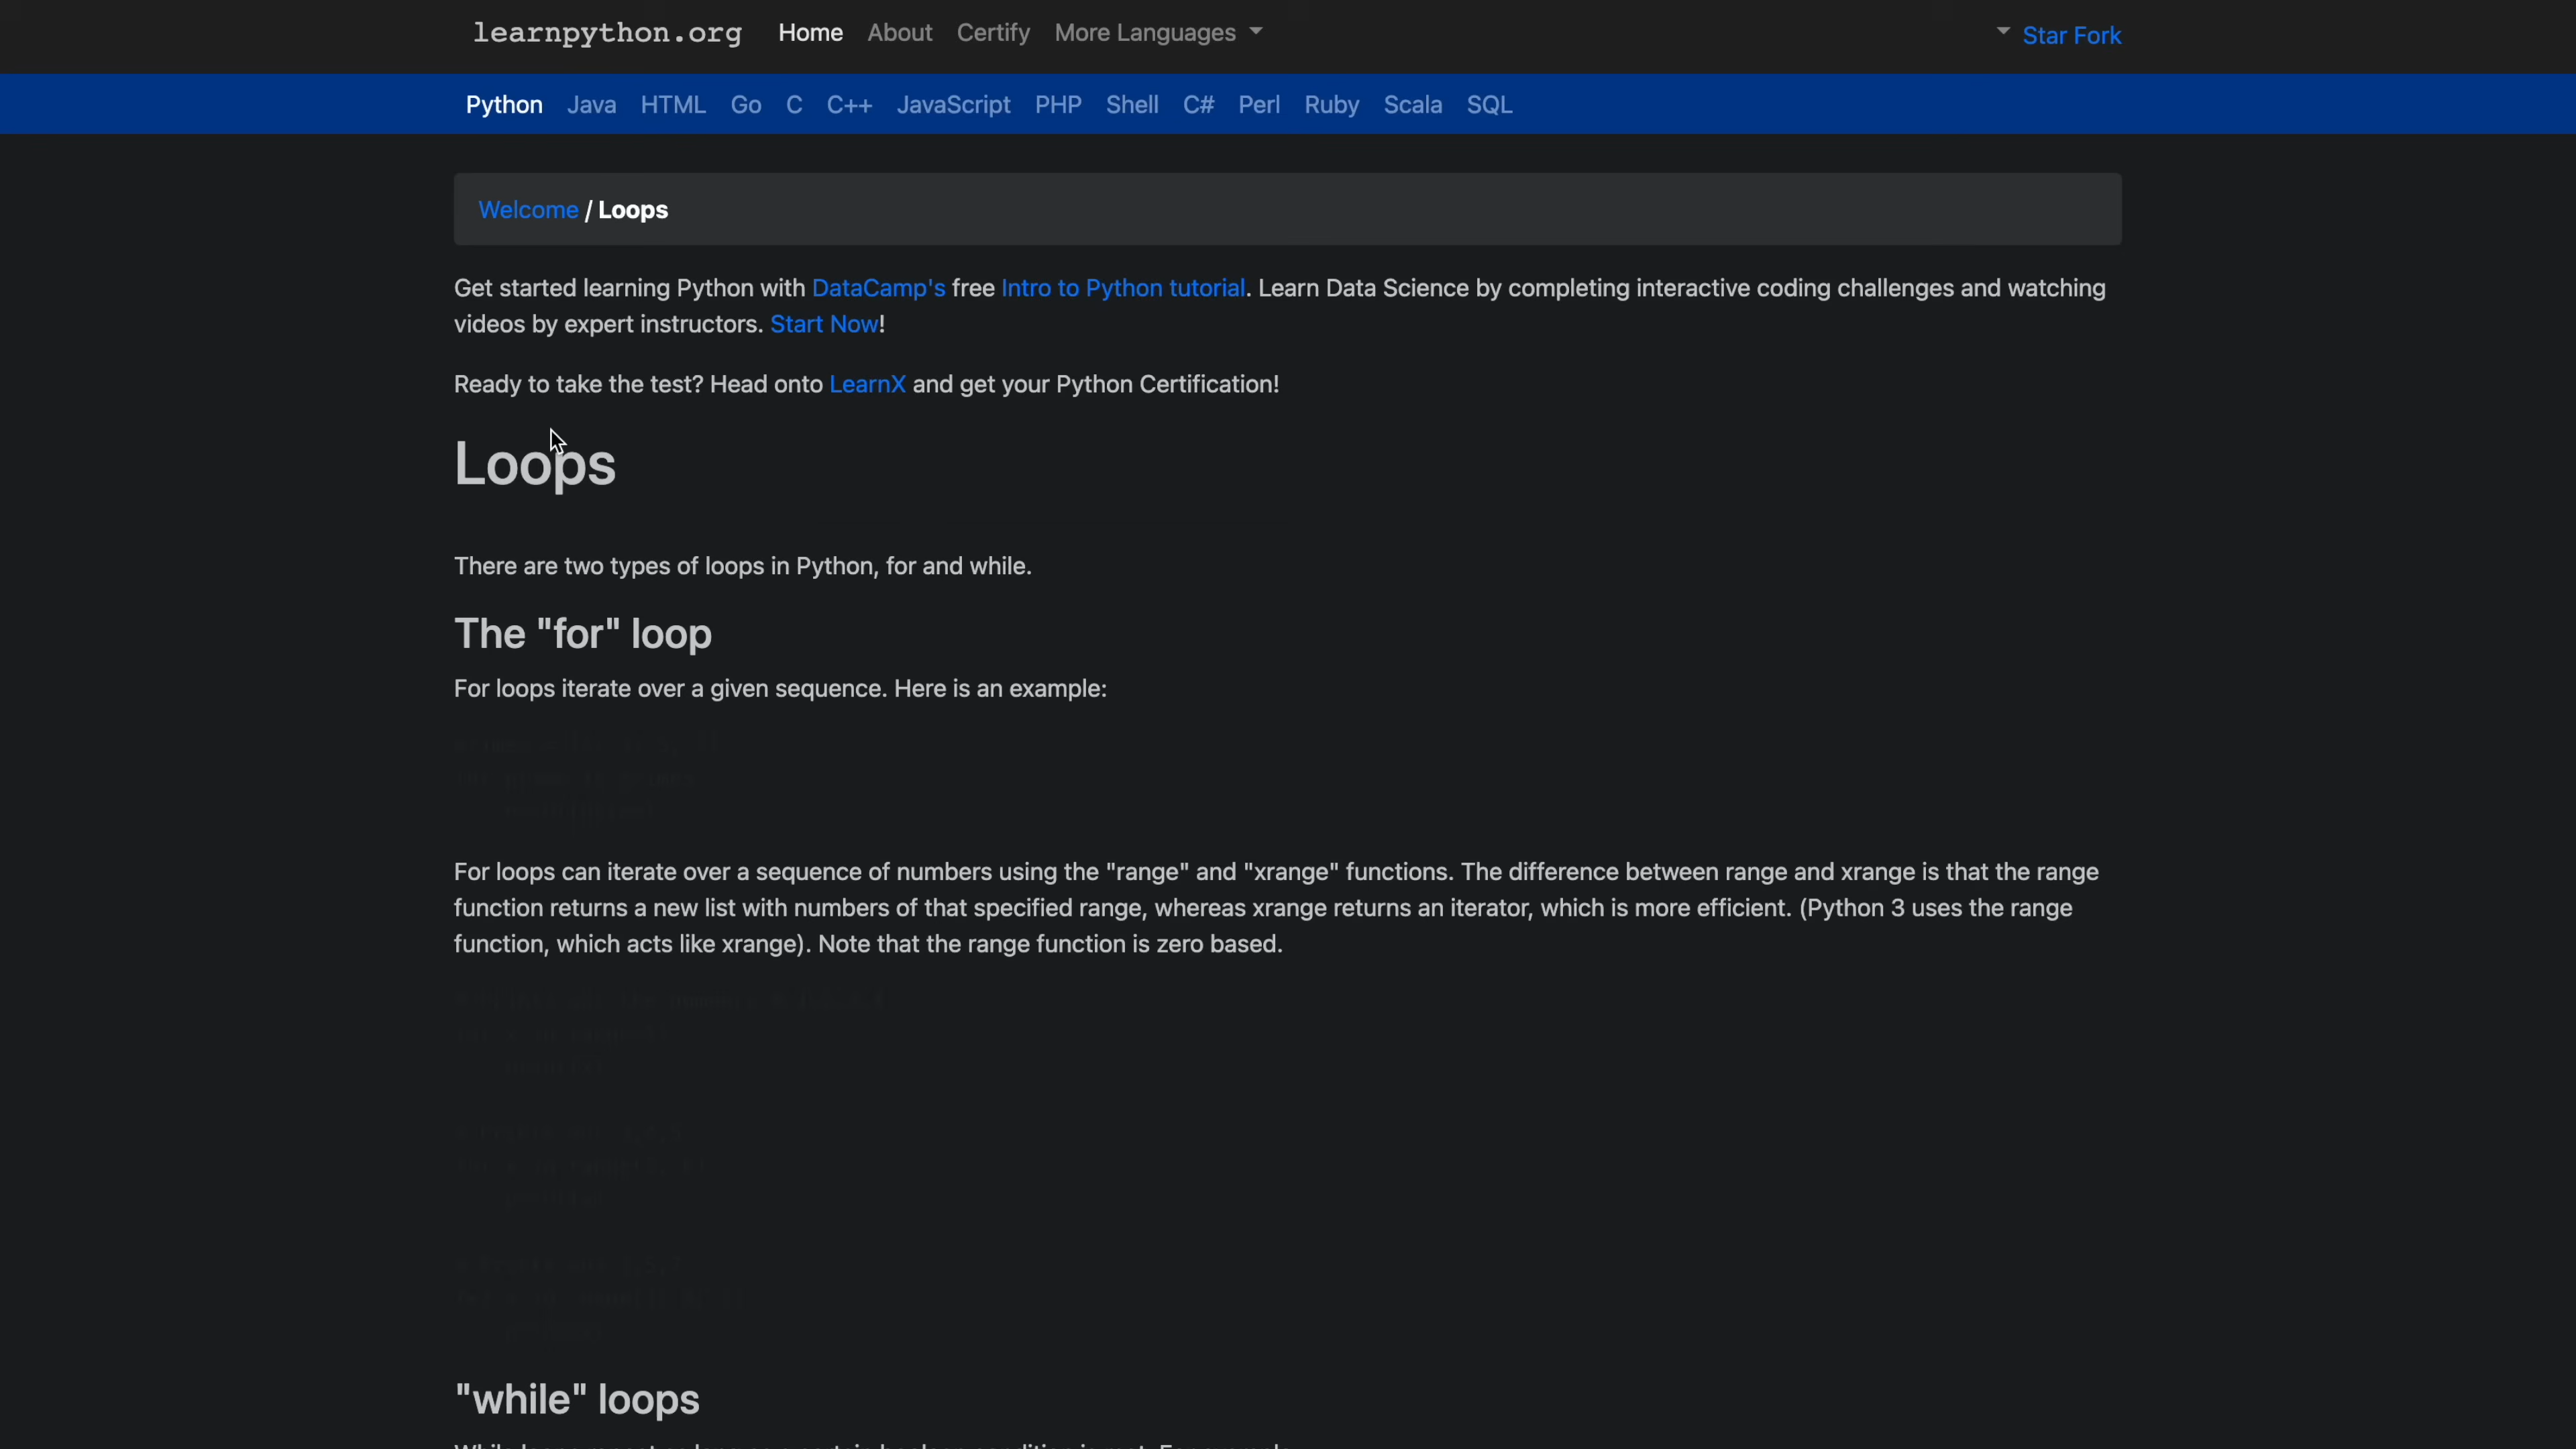 learnpython.org Home About Certify More Languages Star Fork
Python Java HTML Go C C++ JavaScript PHP Shell C# Perl Ruby Scala SQL
Welcome / Loops
Get started learning Python with DataCamp's free Intro to Python tutorial. Learn Data Science by completing interactive coding challenges and watching
videos by expert instructors. Start Now!
Ready to take the test? Head onto LearnX and get your Python Certification!
Loops
There are two types of loops in Python, for and while.
The "for" loop
For loops iterate over a given sequence. Here is an example:
For loops can iterate over a sequence of numbers using the "range" and "xrange" functions. The difference between range and xrange is that the range
function returns a new list with numbers of that specified range, whereas xrange returns an iterator, which is more efficient. (Python 3 uses the range
function, which acts like xrange). Note that the range function is zero based.
"while" loops